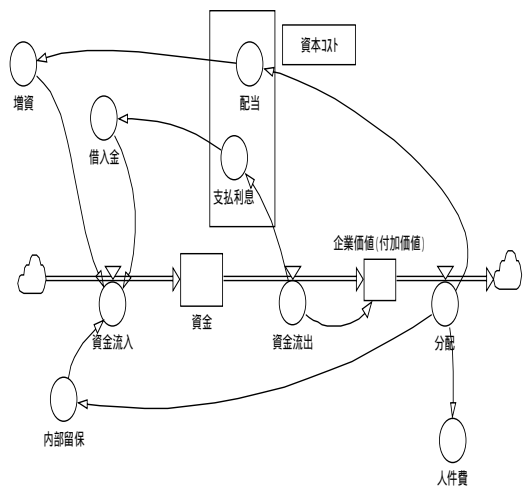 資本コスト
増資
配当
借入金
支払利息
企業価値(付加価値)
資金
資金流入
資金流出
分配
内部留保
人件費